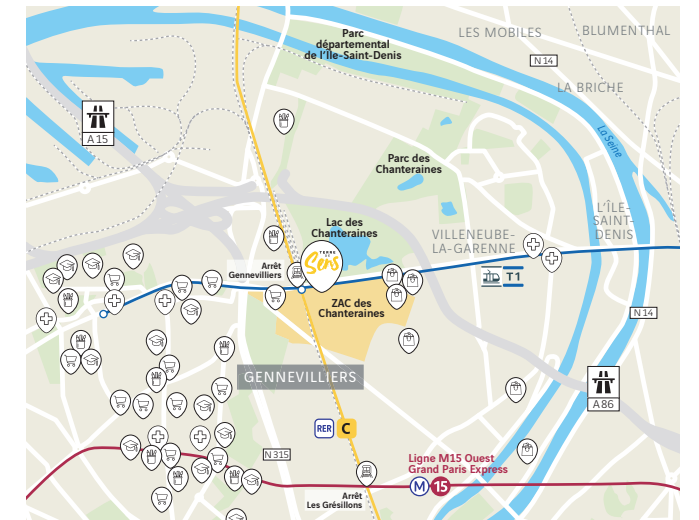 Parc
départemental
de l'Île-Saint-Denis
LES MOBILES
BLUMENTHAL
N 14
LA BRICHE
A 15
La Seine
Parc des
Chanteraines
L'ÎLE-
SAINT-
DENIS
Lac des
Chanteraines
VILLENEUBE-
LA-GARENNE
TERRE
DE
Sens
Arrêt
Gennevilliers
T1
ZAC des
Chanteraines
N 14
GENNEVILLIERS
A 86
RER C
N 315
Ligne M15 Ouest
Grand Paris Express
M 15
Arrêt
Les Grésillons